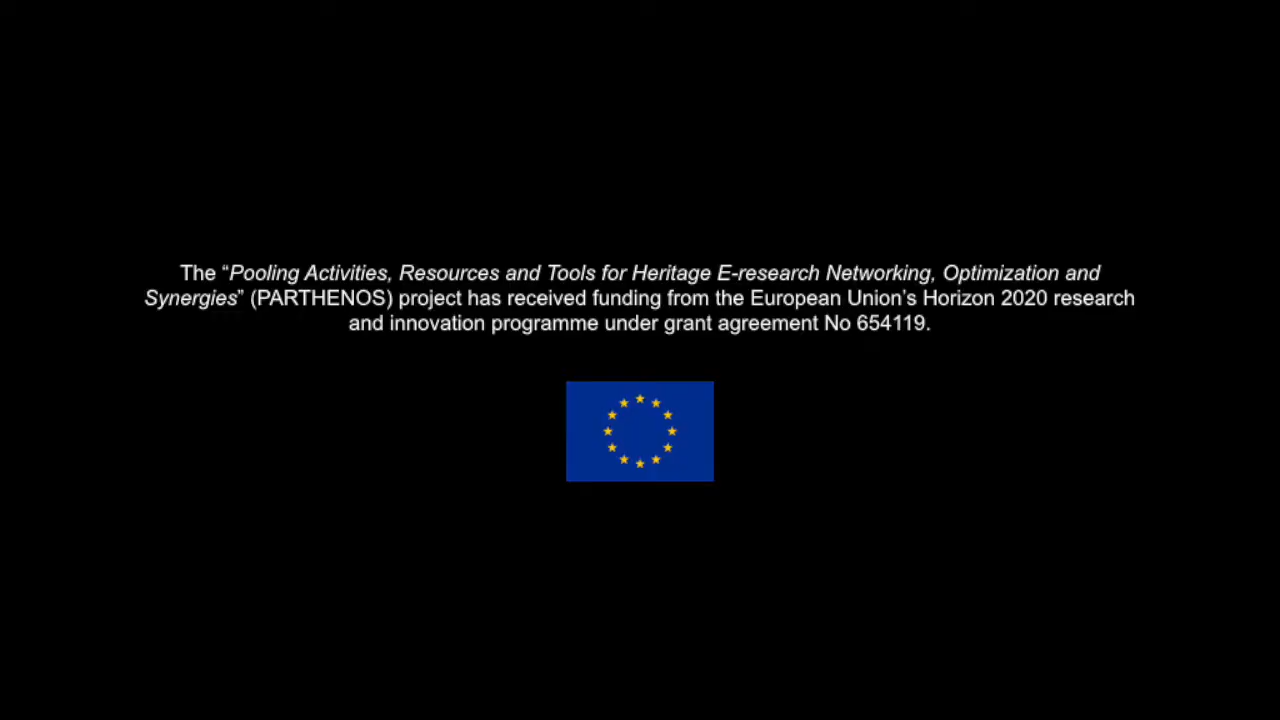 The “Pooling Activities, Resources and Tools for Heritage E-research Networking, Optimization and
Synergies” (PARTHENOS) project has received funding from the European Union’s Horizon 2020 research
and innovation programme under grant agreement No 654119.